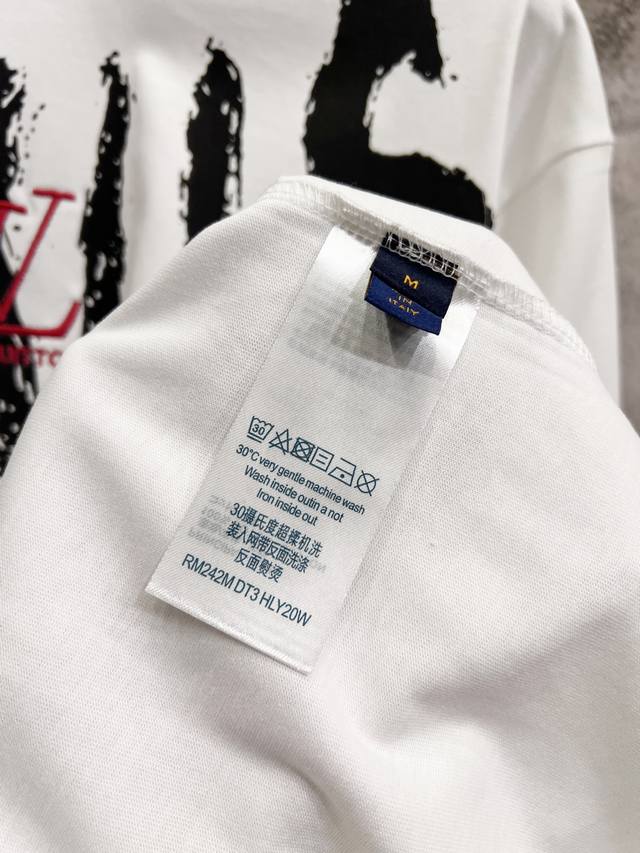 M
IN
ITALY
30
30°C very gentle machine wash
Wash inside outin a not
Iron inside out
30摄氏度超揉机洗
装入网带反面洗涤
反面熨烫
RM242M DT3 HLY20W